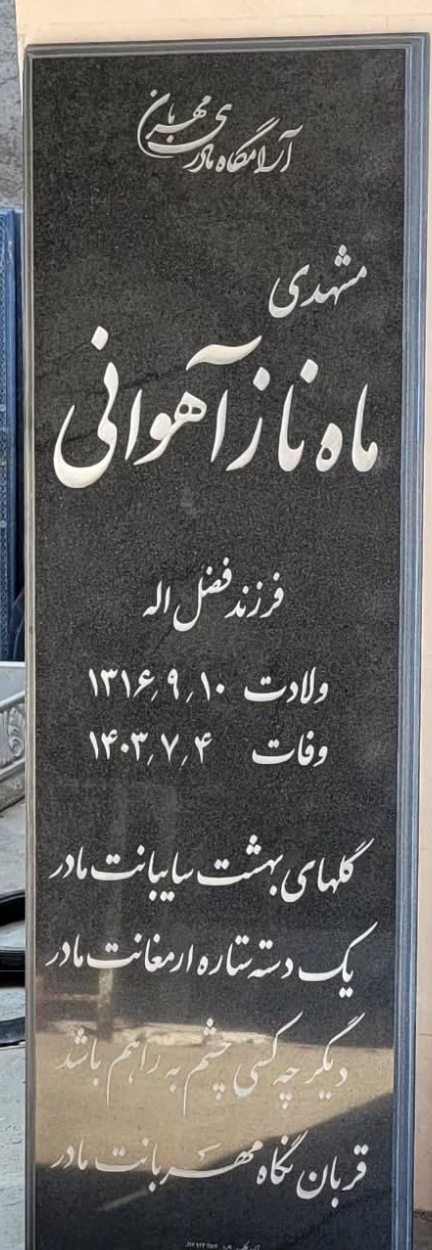 آرامگاه مادری مهربان
مشهدی
ماه ناز آهوانی
فرزند فضل اله
ولادت ۱۳۱۶٫۹٫۱۰
وفات ۱۴۰۳٫۷٫۴
گلهای بهشت سایبانت مادر
یک دسته ستاره ارمغانت مادر
دیگر چه کسی چشم به راهم باشد
قربان نگاه مهربانت مادر